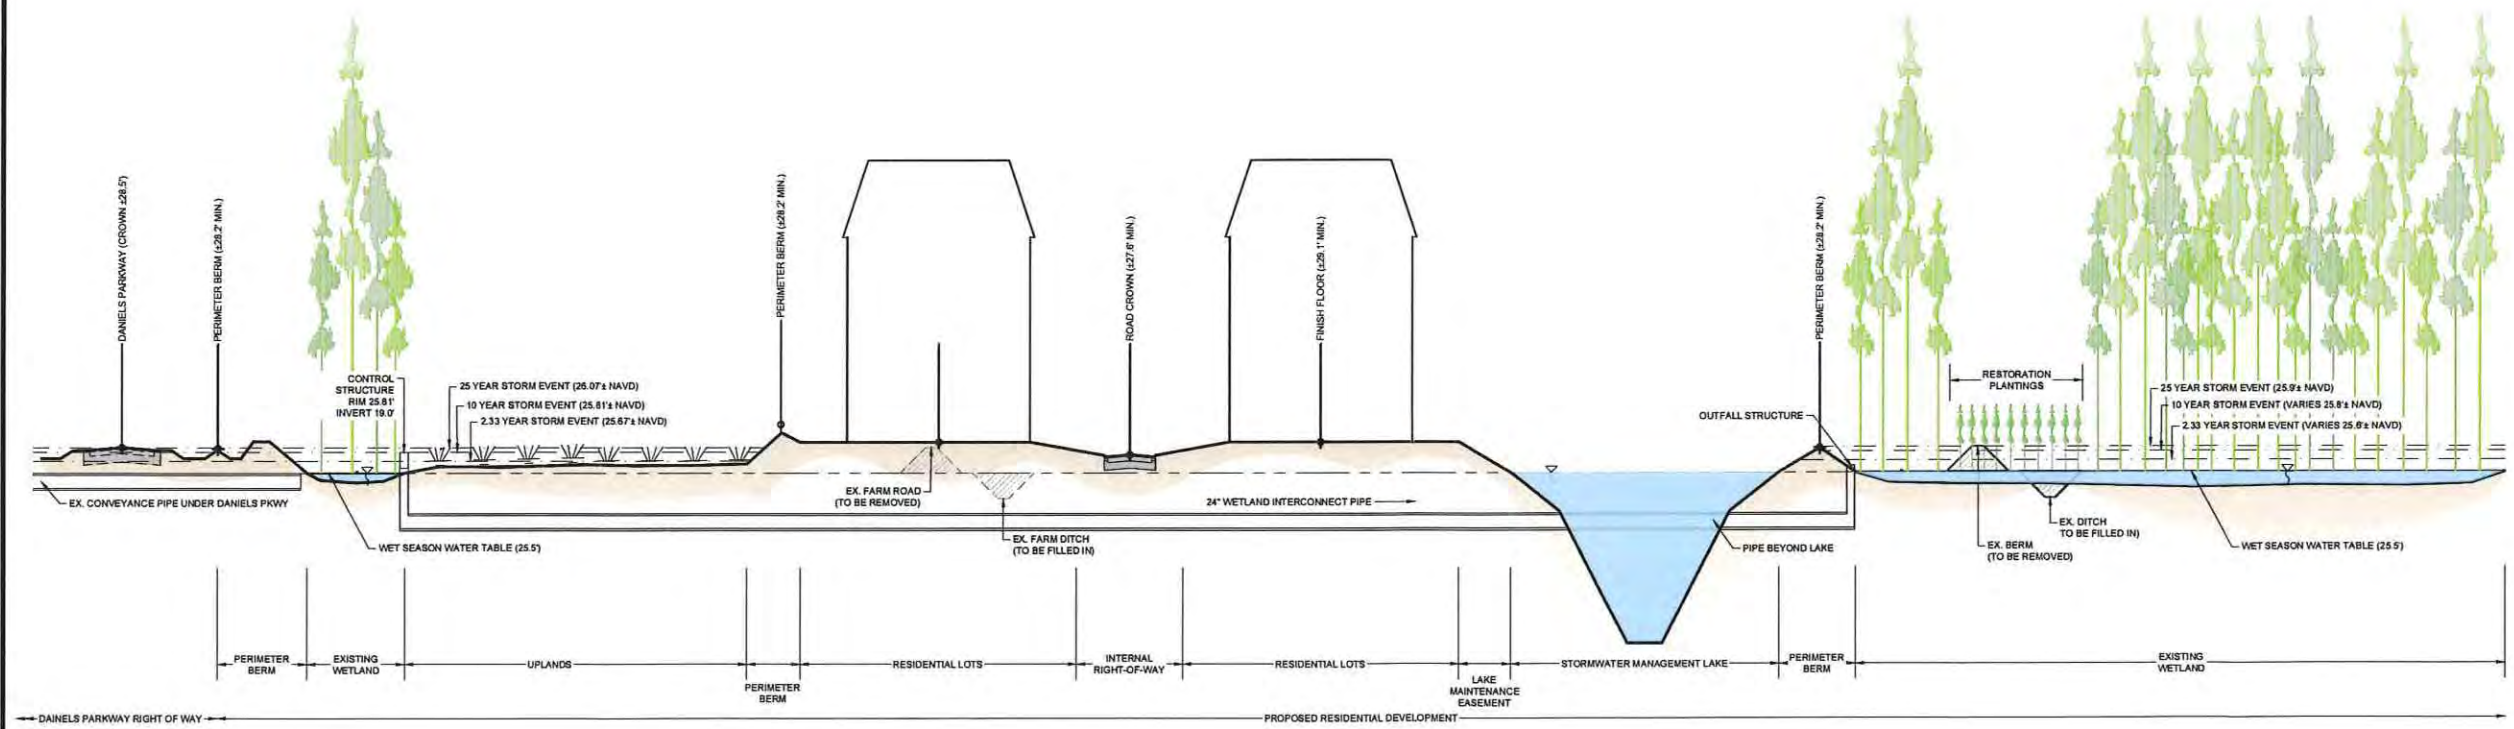 DANIELS PARKWAY (CROWN ±28.5')
PERIMETER BERM (±28.2' MIN.)
CONTROL
STRUCTURE
RIM 25.81'
INVERT 19.0'
25 YEAR STORM EVENT (26.07'± NAVD)
10 YEAR STORM EVENT (25.81'± NAVD)
2.33 YEAR STORM EVENT (25.67'± NAVD)
PERIMETER BERM (±28.2' MIN.)
ROAD CROWN (±27.6' MIN.)
FINISH FLOOR (±29.1' MIN.)
PERIMETER BERM (±28.2' MIN.)
OUTFALL STRUCTURE
RESTORATION
PLANTINGS
25 YEAR STORM EVENT (25.9'± NAVD)
10 YEAR STORM EVENT (VARIES 25.8'± NAVD)
2.33 YEAR STORM EVENT (VARIES 25.6'± NAVD)
EX. CONVEYANCE PIPE UNDER DANIELS PKWY
WET SEASON WATER TABLE (25.5')
EX. FARM ROAD
(TO BE REMOVED)
EX. FARM DITCH
(TO BE FILLED IN)
24" WETLAND INTERCONNECT PIPE
PIPE BEYOND LAKE
EX. BERM
(TO BE REMOVED)
EX. DITCH
TO BE FILLED IN)
WET SEASON WATER TABLE (25.5')
PERIMETER
BERM
EXISTING
WETLAND
UPLANDS
PERIMETER
BERM
RESIDENTIAL LOTS
INTERNAL
RIGHT-OF-WAY
RESIDENTIAL LOTS
LAKE
MAINTENANCE
EASEMENT
STORMWATER MANAGEMENT LAKE
PERIMETER
BERM
EXISTING
WETLAND
DAINELS PARKWAY RIGHT OF WAY
PROPOSED RESIDENTIAL DEVELOPMENT